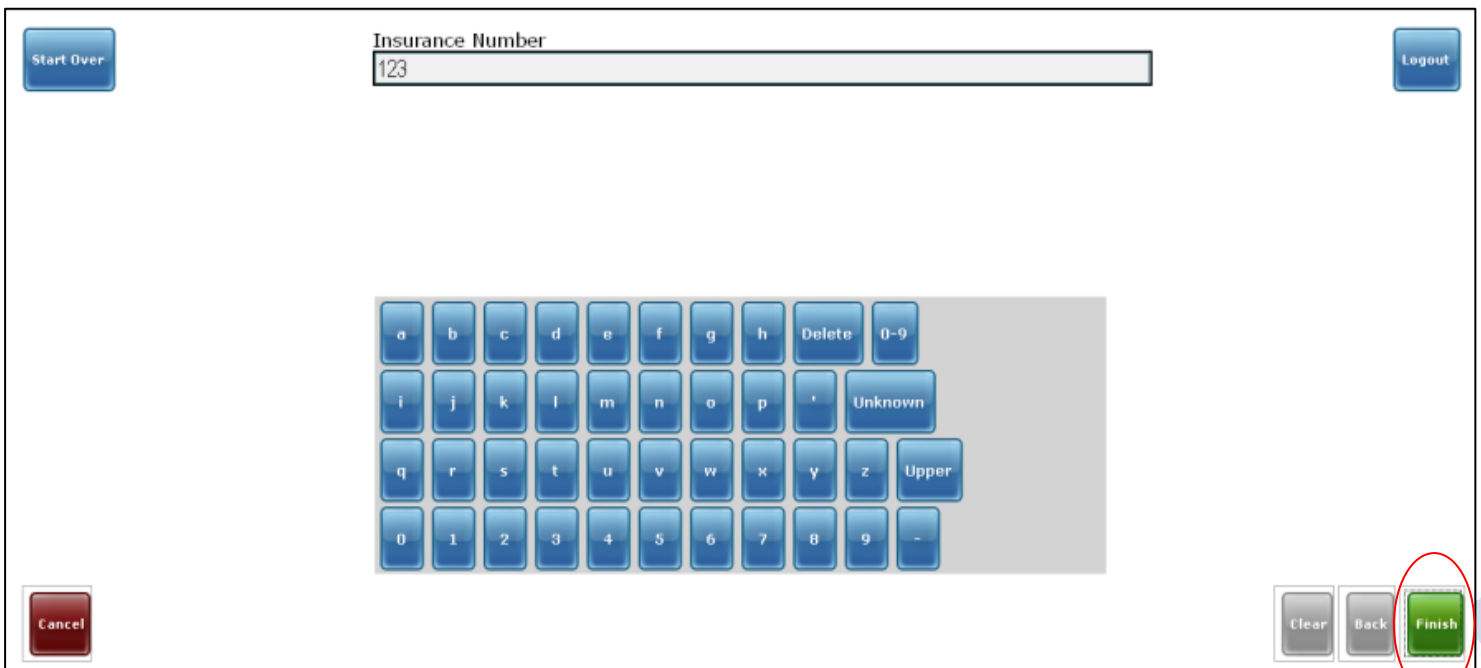 Start Over
Insurance Number
Logout
123
a b c d e f g h Delete 0-9
i j k l m n o p ' Unknown
q r s t u v w x y z Upper
0 1 2 3 4 5 6 7 8 9 -
Cancel
Clear Back Finish